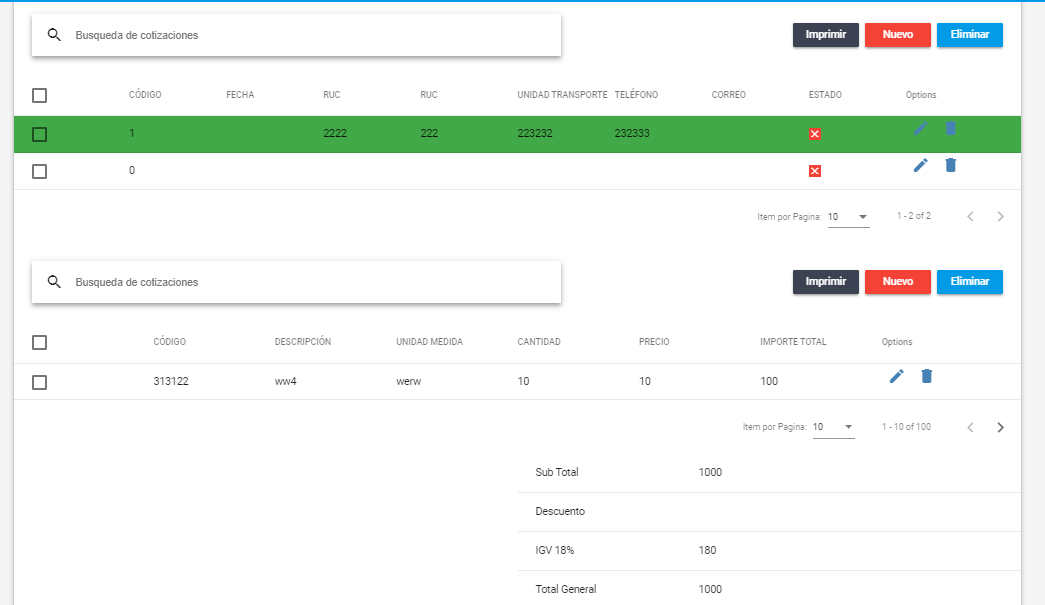 Busqueda de cotizaciones Imprimir Nuevo Eliminar
CÓDIGO FECHA RUC RUC UNIDAD TRANSPORTE TELÉFONO CORREO ESTADO Options
1 2222 222 223232 232333
0
Item por Pagina: 10 1 - 2 of 2
Busqueda de cotizaciones Imprimir Nuevo Eliminar
CÓDIGO DESCRIPCIÓN UNIDAD MEDIDA CANTIDAD PRECIO IMPORTE TOTAL Options
313122 ww4 werw 10 10 100
Item por Pagina: 10 1 - 10 of 100
Sub Total 1000
Descuento
IGV 18% 180
Total General 1000